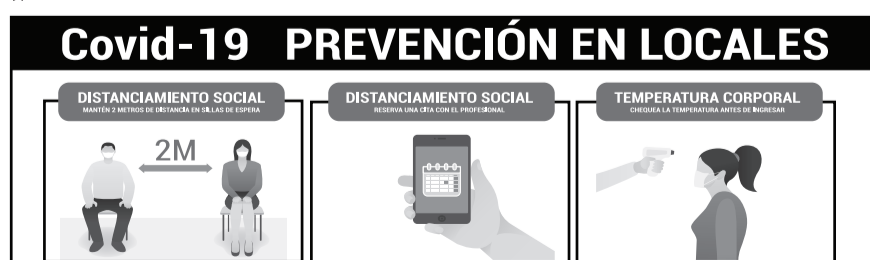 Covid-19 PREVENCIÓN EN LOCALES
DISTANCIAMIENTO SOCIAL
MANTÉN 2 METROS DE DISTANCIA EN SILLAS DE ESPERA
2M
DISTANCIAMIENTO SOCIAL
RESERVA UNA CITA CON EL PROFESIONAL
TEMPERATURA CORPORAL
CHEQUEA LA TEMPERATURA ANTES DE INGRESAR